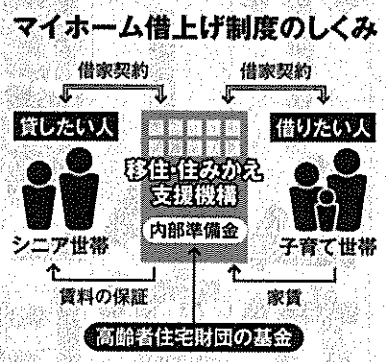 マイホーム借上げ制度のしくみ
借家契約
借家契約
貸したい人
借りたい人
移住・住みかえ
支援機構
内部準備金
シニア世帯
子育て世帯
賃料の保証
家賃
高齢者住宅財団の基金